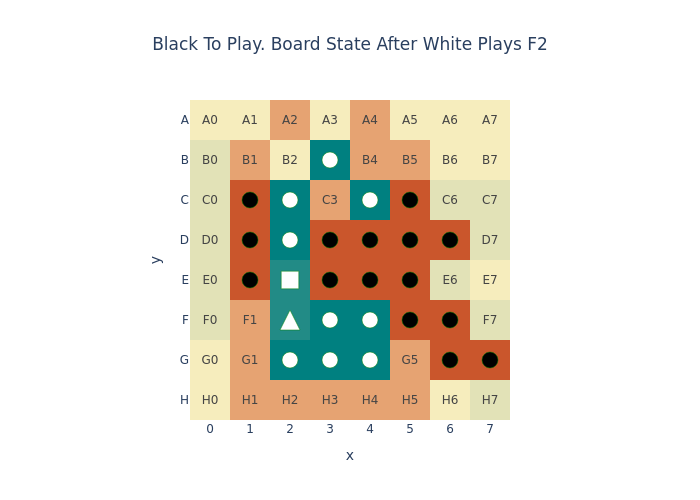 Black To Play. Board State After White Plays F2
A A0 A1 A2 A3 A4 A5 A6 A7
B B0 B1 B2 B4 B5 B6 B7
C C0 C3 C6 C7
D D0 D7
E E0 E6 E7
F F0 F1 F7
G G0 G1 G5
H H0 H1 H2 H3 H4 H5 H6 H7
0 1 2 3 4 5 6 7
x
y